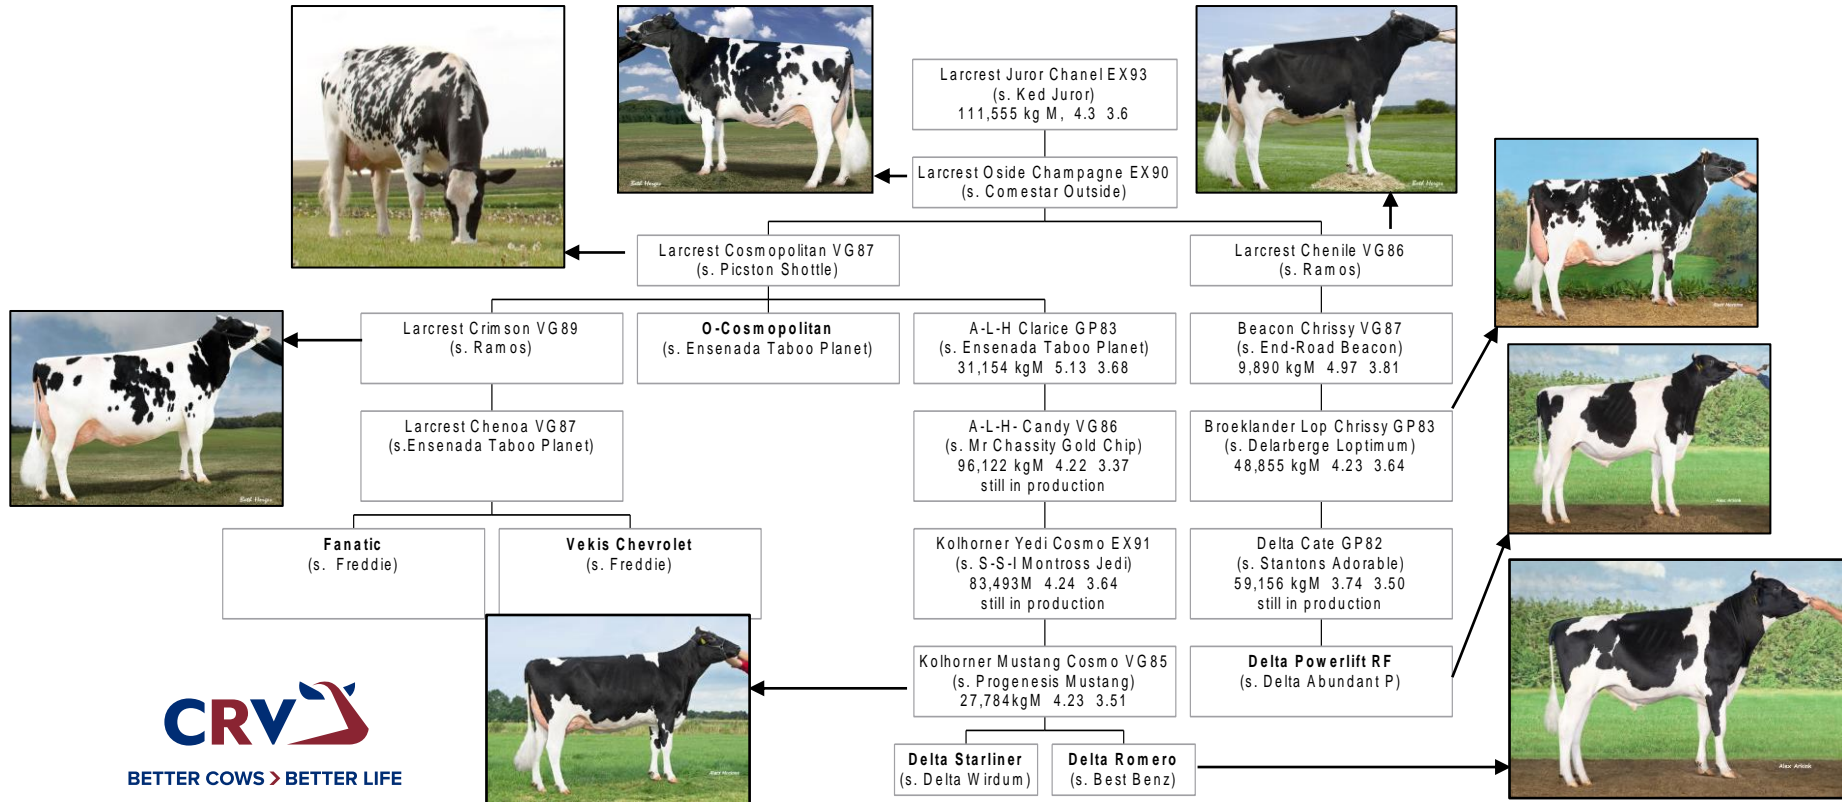 Larcrest Juror Chanel EX93
(s. Ked Juror)
111,555 kg M, 4.3 3.6
Larcrest Oside Champagne EX90
(s. Comestar Outside)
Larcrest Cosmopolitan VG87
(s. Picston Shottle)
Larcrest Chenile VG86
(s. Ramos)
Larcrest Crimson VG89
(s. Ramos)
O-Cosmopolitan
(s. Ensenada Taboo Planet)
A-L-H Clarice GP83
(s. Ensenada Taboo Planet)
31,154 kgM 5.13 3.68
Beacon Chrissy VG87
(s. End-Road Beacon)
9,890 kgM 4.97 3.81
Larcrest Chenoa VG87
(s.Ensenada Taboo Planet)
A-L-H- Candy VG86
(s. Mr Chassity Gold Chip)
96,122 kgM 4.22 3.37
still in production
Broeklander Lop Chrissy GP83
(s. Delarberge Loptimum)
48,855 kgM 4.23 3.64
Fanatic
(s. Freddie)
Vekis Chevrolet
(s. Freddie)
Kolhorner Yedi Cosmo EX91
(s. S-S-I Montross Jedi)
83,493M 4.24 3.64
still in production
Delta Cate GP82
(s. Stantons Adorable)
59,156 kgM 3.74 3.50
still in production
Kolhorner Mustang Cosmo VG85
(s. Progenesis Mustang)
27,784kgM 4.23 3.51
Delta Powerlift RF
(s. Delta Abundant P)
Delta Starliner
(s. Delta Wirdum)
Delta Romero
(s. Best Benz)
CRV
BETTER COWS > BETTER LIFE
Alex Arkink